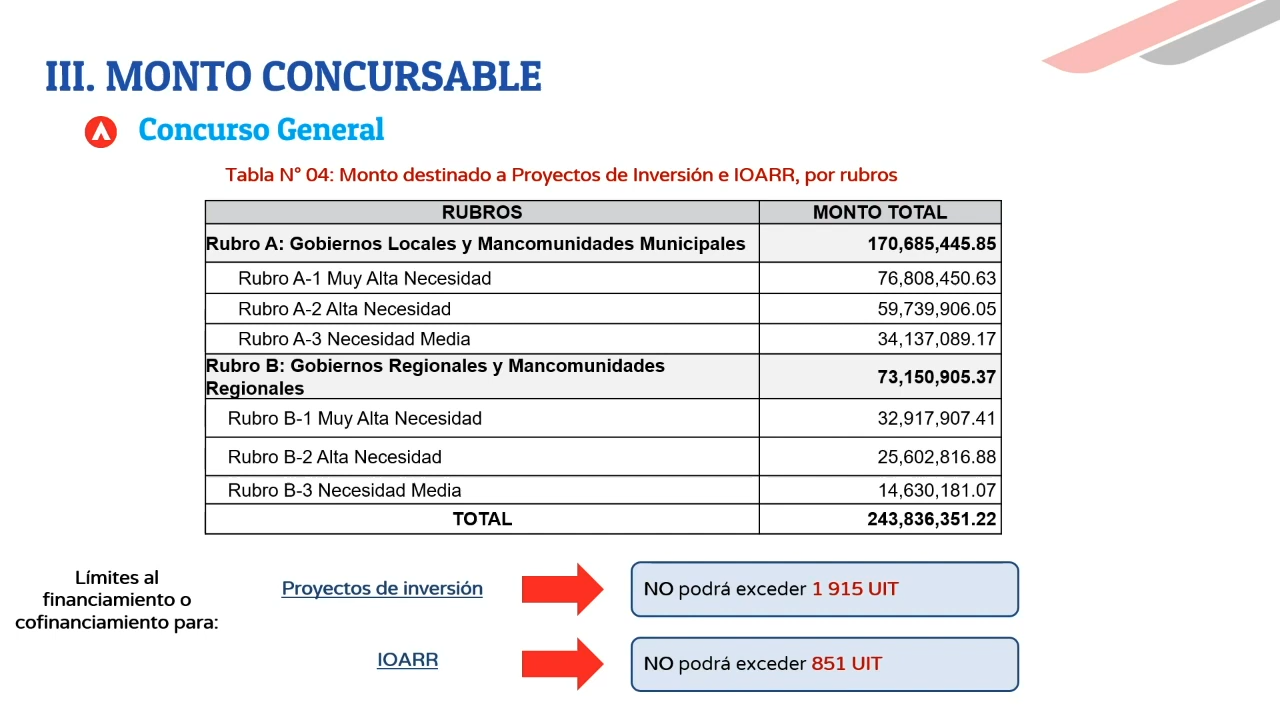 III. MONTO CONCURSABLE
Concurso General
Tabla N° 04: Monto destinado a Proyectos de Inversión e IOARR, por rubros
RUBROS MONTO TOTAL
Rubro A: Gobiernos Locales y Mancomunidades Municipales 170,685,445.85
Rubro A-1 Muy Alta Necesidad 76,808,450.63
Rubro A-2 Alta Necesidad 59,739,906.05
Rubro A-3 Necesidad Media 34,137,089.17
Rubro B: Gobiernos Regionales y Mancomunidades
Regionales 73,150,905.37
Rubro B-1 Muy Alta Necesidad 32,917,907.41
Rubro B-2 Alta Necesidad 25,602,816.88
Rubro B-3 Necesidad Media 14,630,181.07
TOTAL 243,836,351.22
Límites al
financiamiento o
cofinanciamiento para:
Proyectos de inversión
NO podrá exceder 1 915 UIT
IOARR
NO podrá exceder 851 UIT